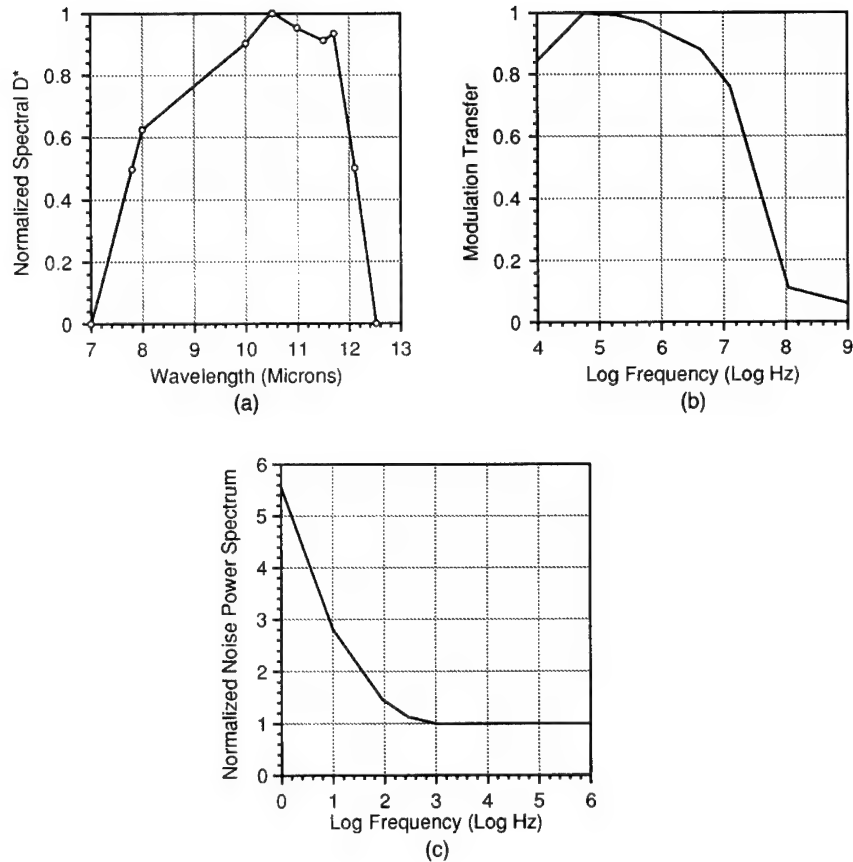 Normalized Spectral D*
1
0.8
0.6
0.4
0.2
0
7 8 9 10 11 12 13
Wavelength (Microns)
(a)
Modulation Transfer
1
0.8
0.6
0.4
0.2
0
4 5 6 7 8 9
Log Frequency (Log Hz)
(b)
Normalized Noise Power Spectrum
6
5
4
3
2
1
0
0 1 2 3 4 5 6
Log Frequency (Log Hz)
(c)